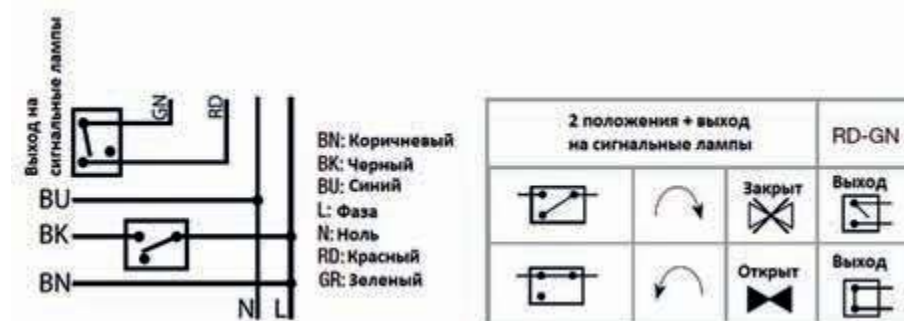 Выход на
сигнальные лампы
GN
RD
BU
BK
BN
N L
BN: Коричневый
BK: Черный
BU: Синий
L: Фаза
N: Ноль
RD: Красный
GR: Зеленый
2 положения + выход
на сигнальные лампы
RD-GN
Закрыт
Выход
Открыт
Выход